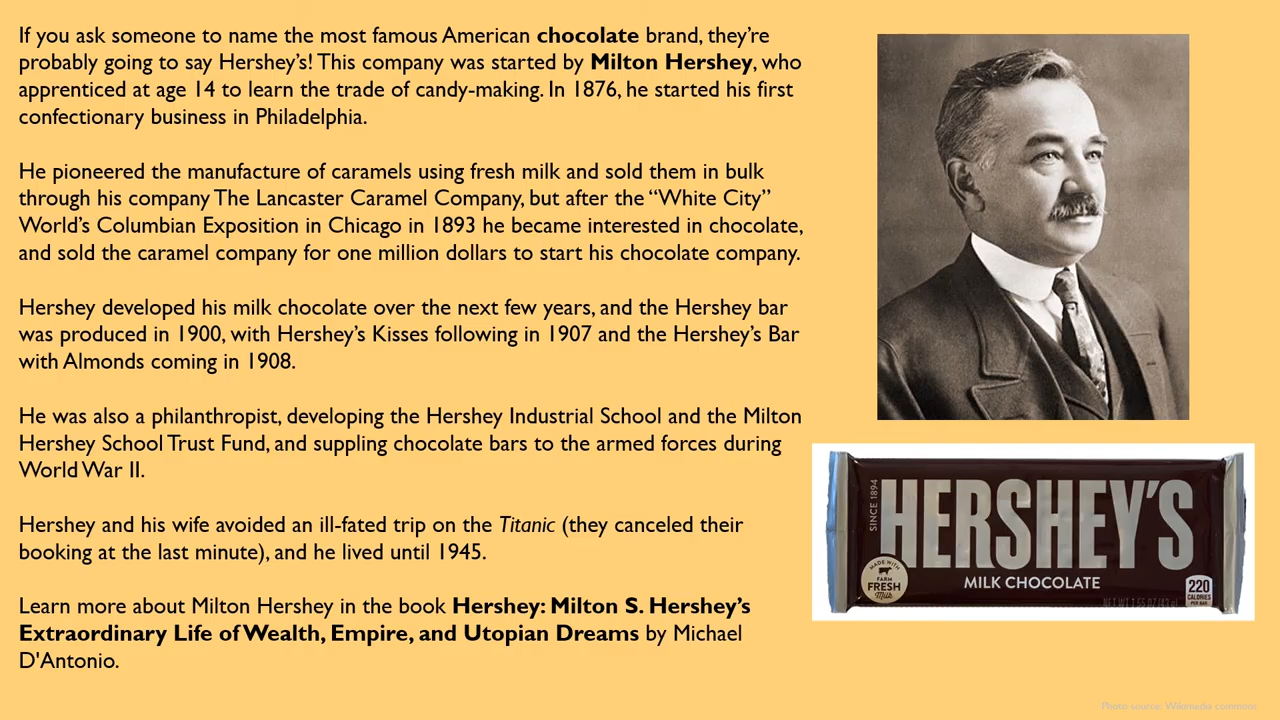 If you ask someone to name the most famous American chocolate brand, they're
probably going to say Hershey's! This company was started by Milton Hershey, who
apprenticed at age 14 to learn the trade of candy-making. In 1876, he started his first
confectionary business in Philadelphia.
He pioneered the manufacture of caramels using fresh milk and sold them in bulk
through his company The Lancaster Caramel Company, but after the “White City”
World's Columbian Exposition in Chicago in 1893 he became interested in chocolate,
and sold the caramel company for one million dollars to start his chocolate company.
Hershey developed his milk chocolate over the next few years, and the Hershey bar
was produced in 1900, with Hershey's Kisses following in 1907 and the Hershey's Bar
with Almonds coming in 1908.
He was also a philanthropist, developing the Hershey Industrial School and the Milton
Hershey School Trust Fund, and suppling chocolate bars to the armed forces during
World War II.
Hershey and his wife avoided an ill-fated trip on the Titanic (they canceled their
booking at the last minute), and he lived until 1945.
Learn more about Milton Hershey in the book Hershey: Milton S. Hershey's
Extraordinary Life of Wealth, Empire, and Utopian Dreams by Michael
D'Antonio.
SINCE 1894
HERSHEY'S
MILK CHOCOLATE
MADE WITH
FARM
FRESH
Milk
220
CALORIES
PER BAR
NET WT 1.55 OZ (43 g)
Photo source: Wikimedia commons